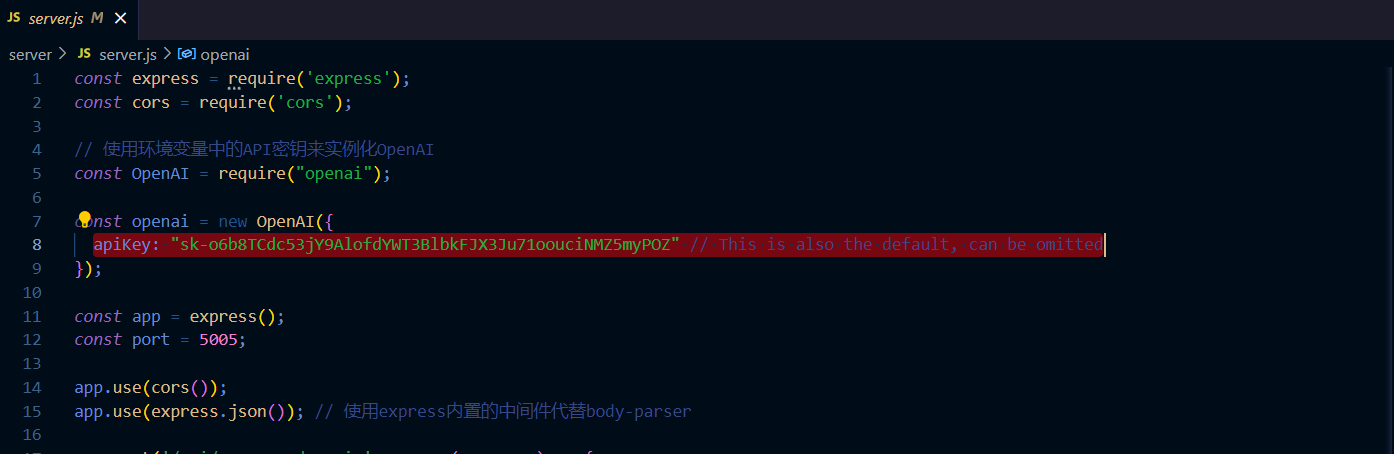 JS server.js M ×
server > JS server.js > openai
1 const express = require('express');
2 const cors = require('cors');
3
4 // 使用环境变量中的API密钥来实例化OpenAI
5 const OpenAI = require("openai");
6
7 const openai = new OpenAI({
8 apiKey: "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" // This is also the default, can be omitted
9 });
10
11 const app = express();
12 const port = 5005;
13
14 app.use(cors());
15 app.use(express.json()); // 使用express内置的中间件代替body-parser
16